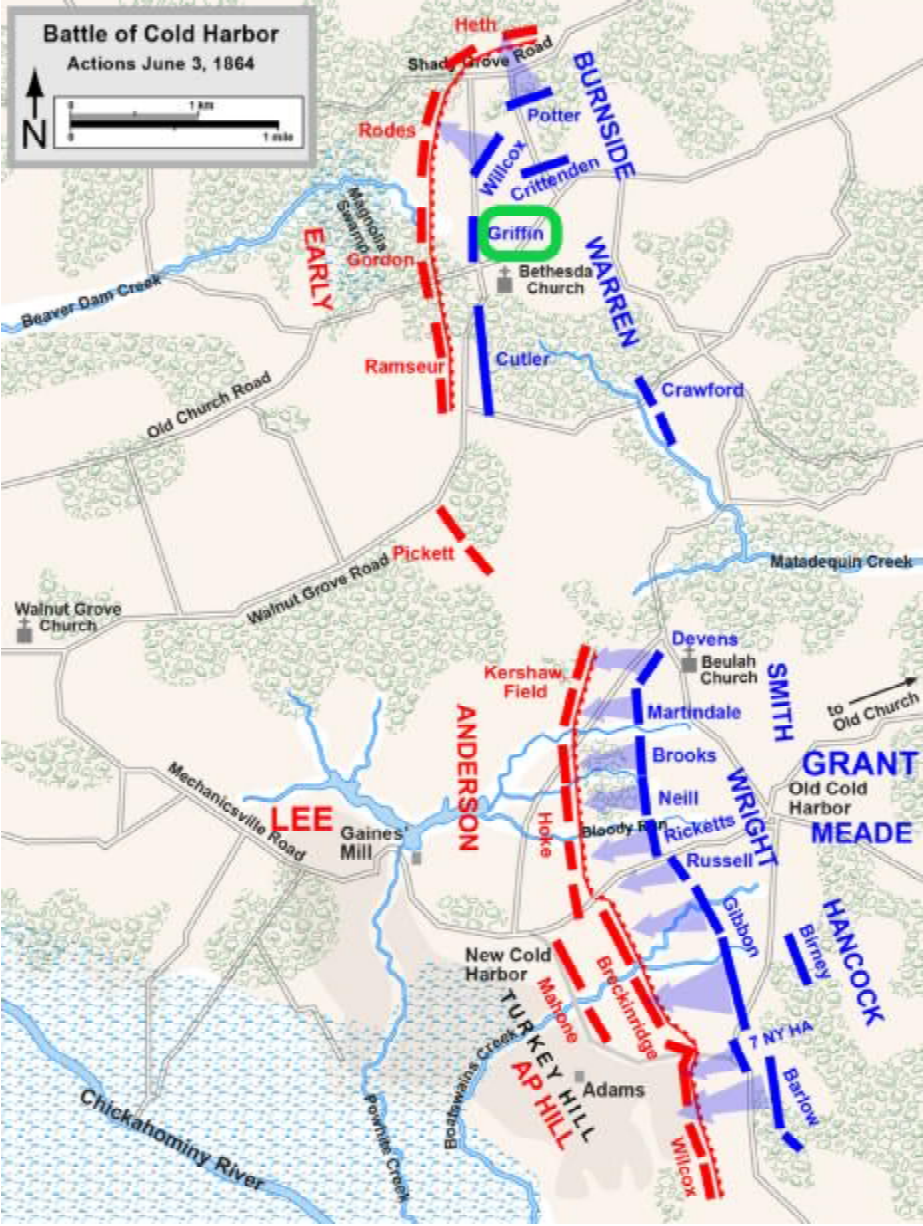 Battle of Cold Harbor
Actions June 3, 1864
N
0 1 km
0 1 mile
Heth
Shady Grove Road
BURNSIDE
Potter
Rodes
Willcox
Crittenden
Magnolia
Swamp
Griffin
EARLY
Gordon
WARREN
Bethesda
Church
Beaver Dam Creek
Ramseur
Cutler
Crawford
Old Church Road
Pickett
Matadequin Creek
Walnut Grove Road
Walnut Grove
Church
Devens
Kershaw
Field
Beulah
Church
SMITH
to
Old Church
ANDERSON
Martindale
Brooks
GRANT
Mechanicsville Road
Neill
WRIGHT
Old Cold
Harbor
LEE
Gaines'
Mill
Hoke
Bloody Run
Ricketts
MEADE
Russell
Gibbon
HANCOCK
Birney
New Cold
Harbor
Mahone
Breckinridge
TURKEY HILL
7 NY HA
AP HILL
Adams
Barlow
Boatswains Creek
Powhite Creek
Chickahominy River
Wilcox